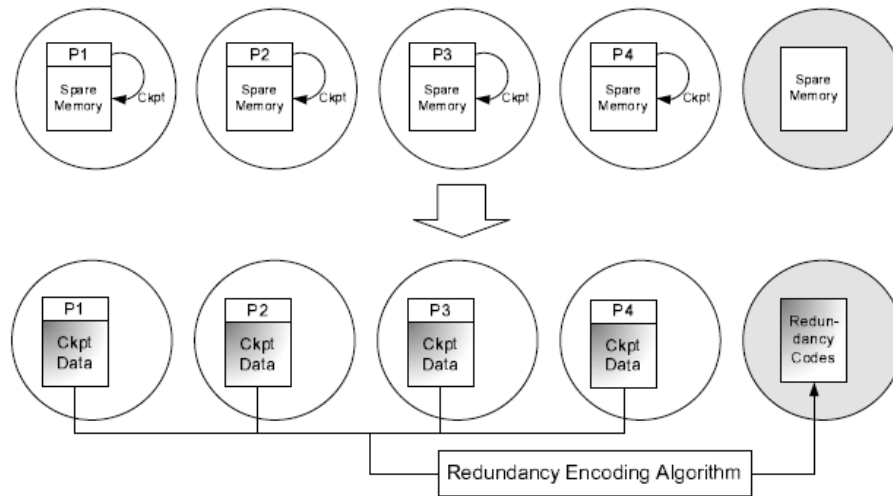 P1
Spare
Memory
Ckpt
P2
Spare
Memory
Ckpt
P3
Spare
Memory
Ckpt
P4
Spare
Memory
Ckpt
Spare
Memory
P1
Ckpt
Data
P2
Ckpt
Data
P3
Ckpt
Data
P4
Ckpt
Data
Redun-
dancy
Codes
Redundancy Encoding Algorithm